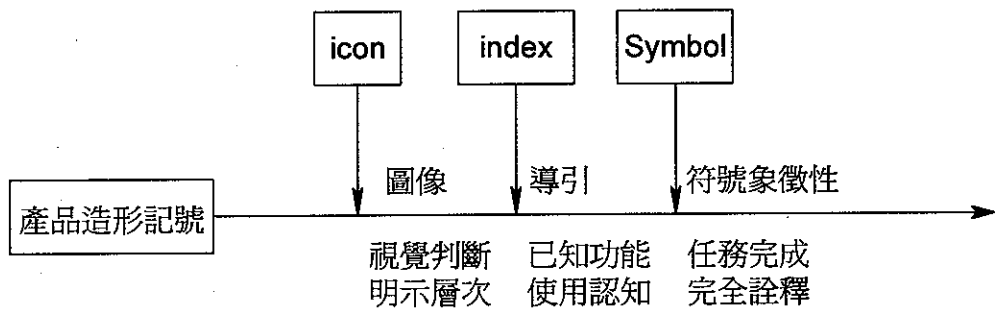 icon
index
Symbol
圖像
導引
符號象徵性
產品造形記號
視覺判斷
已知功能
任務完成
明示層次
使用認知
完全詮釋